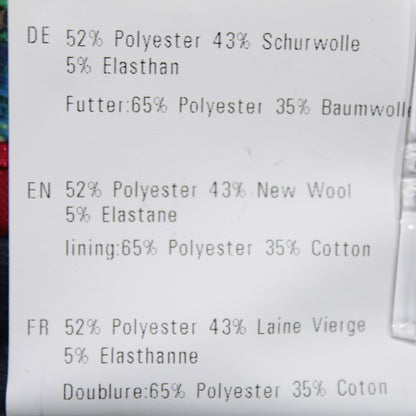 DE 52% Polyester 43% Schurwolle
5% Elasthan
Futter:65% Polyester 35% Baumwolle
EN 52% Polyester 43% New Wool
5% Elastane
lining:65% Polyester 35% Cotton
FR 52% Polyester 43% Laine Vierge
5% Elasthanne
Doublure:65% Polyester 35% Coton